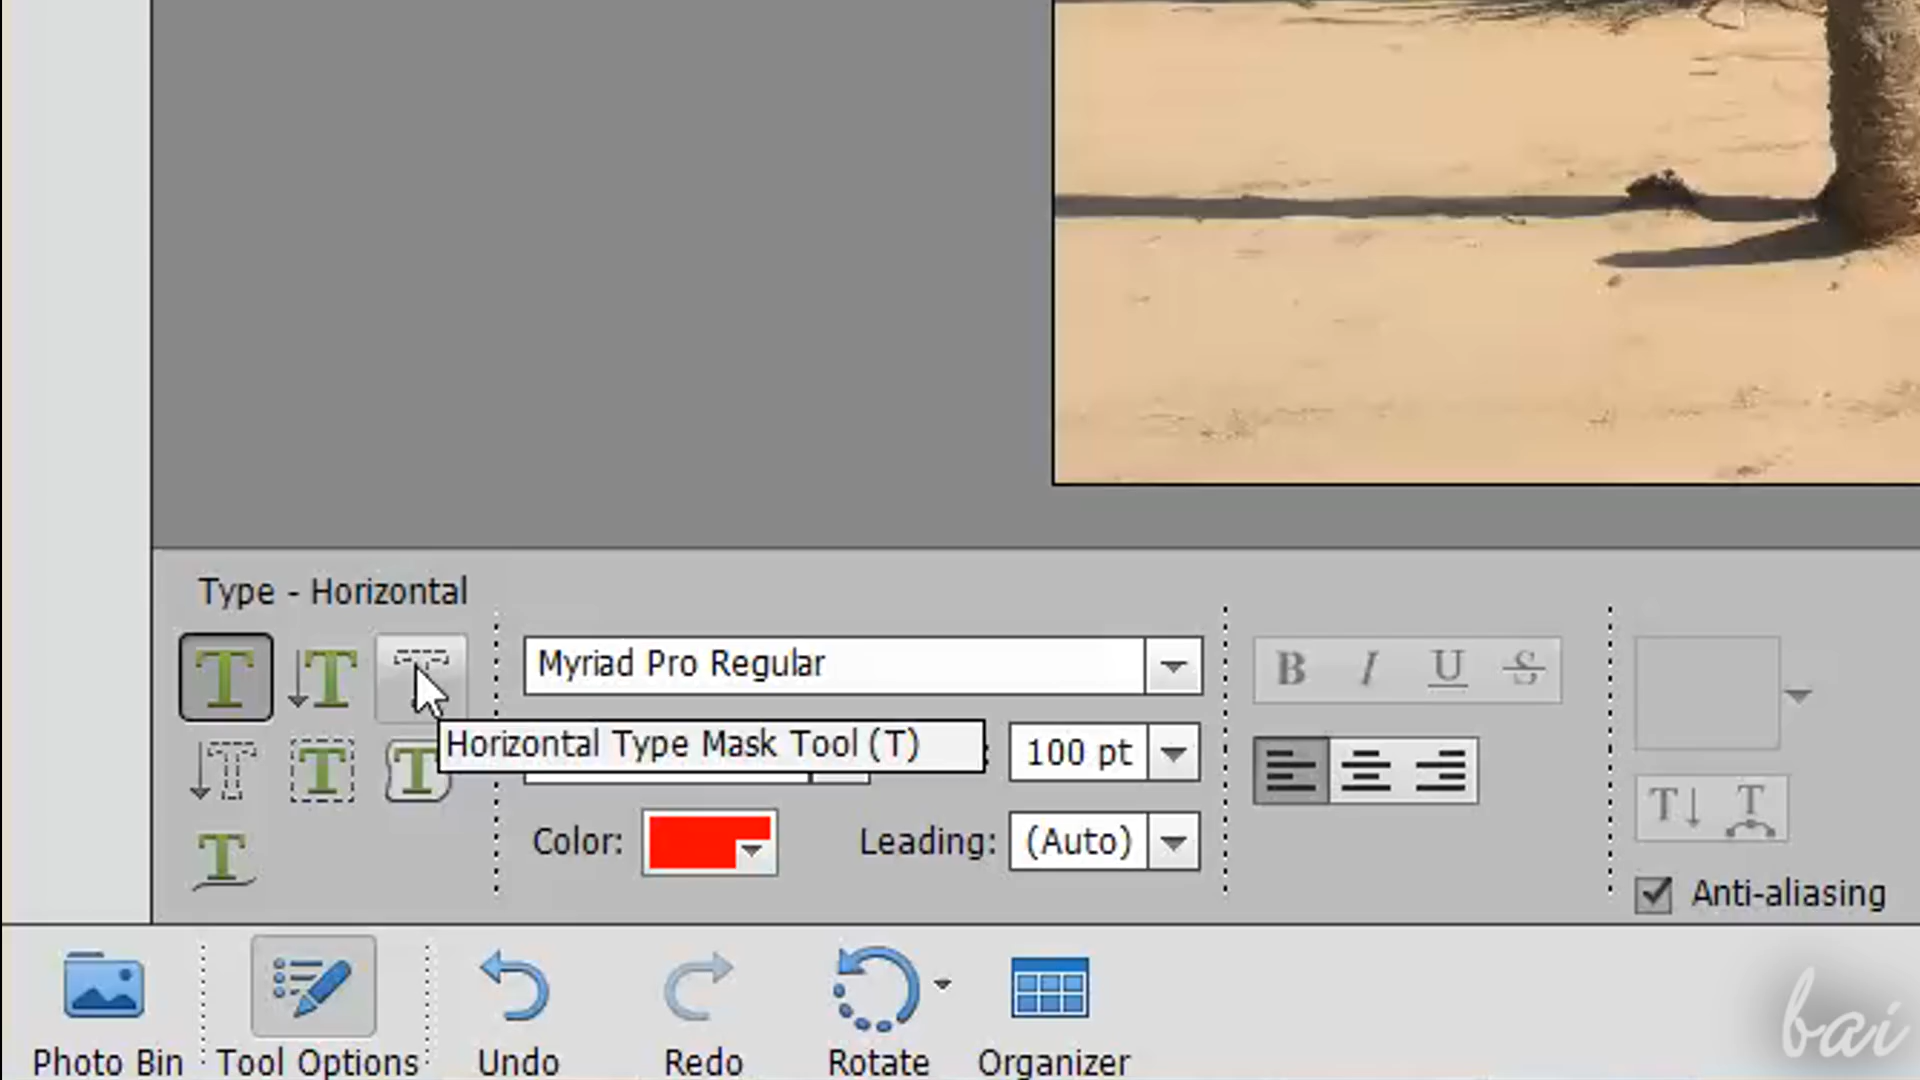 Type - Horizontal
Myriad Pro Regular
B I U S
Horizontal Type Mask Tool (T)
100 pt
Color:
Leading:
(Auto)
Anti-aliasing
Photo Bin
Tool Options
Undo
Redo
Rotate
Organizer
bai